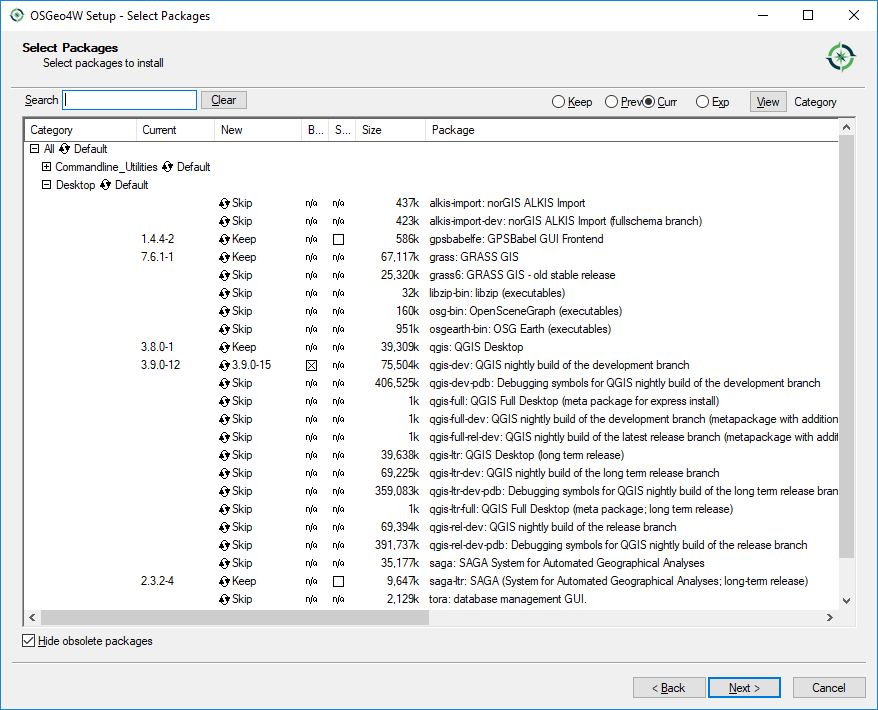 OSGeo4W Setup - Select Packages
Select Packages
Select packages to install
Search Clear Keep Prev Curr Exp View Category
Category Current New B... S... Size Package
All Default
Commandline_Utilities Default
Desktop Default
Skip n/a n/a 437k alkis-import: norGIS ALKIS Import
Skip n/a n/a 423k alkis-import-dev: norGIS ALKIS Import (fullschema branch)
1.4.4-2 Keep n/a 586k gpsbabelfe: GPSBabel GUI Frontend
7.6.1-1 Keep n/a n/a 67,117k grass: GRASS GIS
Skip n/a n/a 25,320k grass6: GRASS GIS - old stable release
Skip n/a n/a 32k libzip-bin: libzip (executables)
Skip n/a n/a 160k osg-bin: OpenSceneGraph (executables)
Skip n/a n/a 951k osgearth-bin: OSG Earth (executables)
3.8.0-1 Keep n/a n/a 39,309k qgis: QGIS Desktop
3.9.0-12 3.9.0-15 n/a 75,504k qgis-dev: QGIS nightly build of the development branch
Skip n/a n/a 406,525k qgis-dev-pdb: Debugging symbols for QGIS nightly build of the development branch
Skip n/a n/a 1k qgis-full: QGIS Full Desktop (meta package for express install)
Skip n/a n/a 1k qgis-full-dev: QGIS nightly build of the development branch (metapackage with addition
Skip n/a n/a 1k qgis-full-rel-dev: QGIS nightly build of the latest release branch (metapackage with addit
Skip n/a n/a 39,638k qgis-ltr: QGIS Desktop (long term release)
Skip n/a n/a 69,225k qgis-ltr-dev: QGIS nightly build of the long term release branch
Skip n/a n/a 359,083k qgis-ltr-dev-pdb: Debugging symbols for QGIS nightly build of the long term release bran
Skip n/a n/a 1k qgis-ltr-full: QGIS Full Desktop (meta package; long term release)
Skip n/a n/a 69,394k qgis-rel-dev: QGIS nightly build of the release branch
Skip n/a n/a 391,737k qgis-rel-dev-pdb: Debugging symbols for QGIS nightly build of the release branch
Skip n/a n/a 35,177k saga: SAGA System for Automated Geographical Analyses
2.3.2-4 Keep n/a 9,647k saga-ltr: SAGA (System for Automated Geographical Analyses; long-term release)
Skip n/a n/a 2,129k tora: database management GUI.
Hide obsolete packages
< Back Next > Cancel